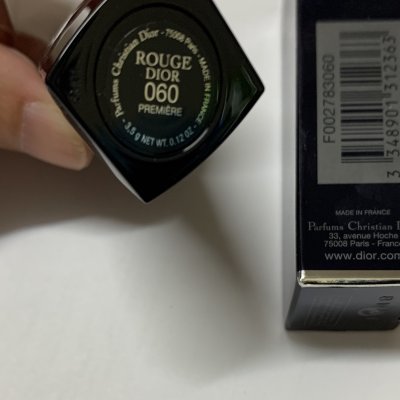 Parfums Christian Dior - 75008 Paris - MADE IN FRANCE
ROUGE
DIOR
060
PREMIÈRE
3,5 g NET WT. 0.12 OZ
F002783060
3 348901 312363
MADE IN FRANCE
Parfums Christian
33, avenue Hoche
75008 Paris - France
www.dior.com